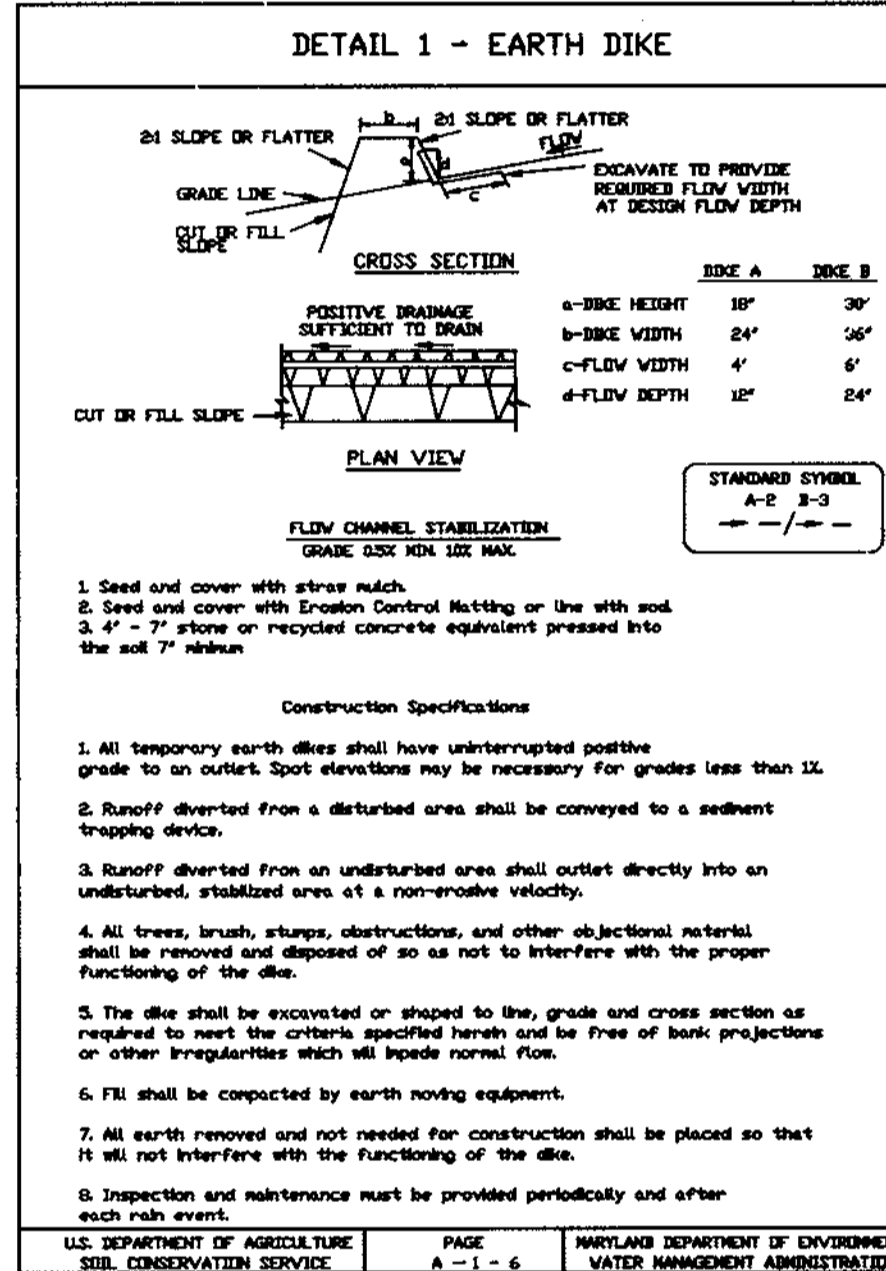 DETAIL 1 - EARTH DIKE
b
2:1 SLOPE OR FLATTER
2:1 SLOPE OR FLATTER
FLOW
a
d
c
EXCAVATE TO PROVIDE
REQUIRED FLOW WIDTH
AT DESIGN FLOW DEPTH
GRADE LINE
CUT OR FILL
SLOPE
CROSS SECTION
DIKE A DIKE B
a-DIKE HEIGHT 18" 30"
b-DIKE WIDTH 24" 36"
c-FLOW WIDTH 4' 6'
d-FLOW DEPTH 12" 24"
POSITIVE DRAINAGE
SUFFICIENT TO DRAIN
CUT OR FILL SLOPE
PLAN VIEW
STANDARD SYMBOL
A-2 B-3
/
FLOW CHANNEL STABILIZATION
GRADE 0.5% MIN. 10% MAX.
1. Seed and cover with straw mulch.
2. Seed and cover with Erosion Control Matting or line with sod.
3. 4" - 7" stone or recycled concrete equivalent pressed into
the soil 7" minimum
Construction Specifications
1. All temporary earth dikes shall have uninterrupted positive
grade to an outlet. Spot elevations may be necessary for grades less than 1%.
2. Runoff diverted from a disturbed area shall be conveyed to a sediment
trapping device.
3. Runoff diverted from an undisturbed area shall outlet directly into an
undisturbed, stabilized area at a non-erosive velocity.
4. All trees, brush, stumps, obstructions, and other objectional material
shall be removed and disposed of so as not to interfere with the proper
functioning of the dike.
5. The dike shall be excavated or shaped to line, grade and cross section as
required to meet the criteria specified herein and be free of bank projections
or other irregularities which will impede normal flow.
6. Fill shall be compacted by earth moving equipment.
7. All earth removed and not needed for construction shall be placed so that
it will not interfere with the functioning of the dike.
8. Inspection and maintenance must be provided periodically and after
each rain event.
U.S. DEPARTMENT OF AGRICULTURE
SOIL CONSERVATION SERVICE
PAGE
A - 1 - 6
MARYLAND DEPARTMENT OF ENVIRONME
WATER MANAGEMENT ADMINISTRATIO